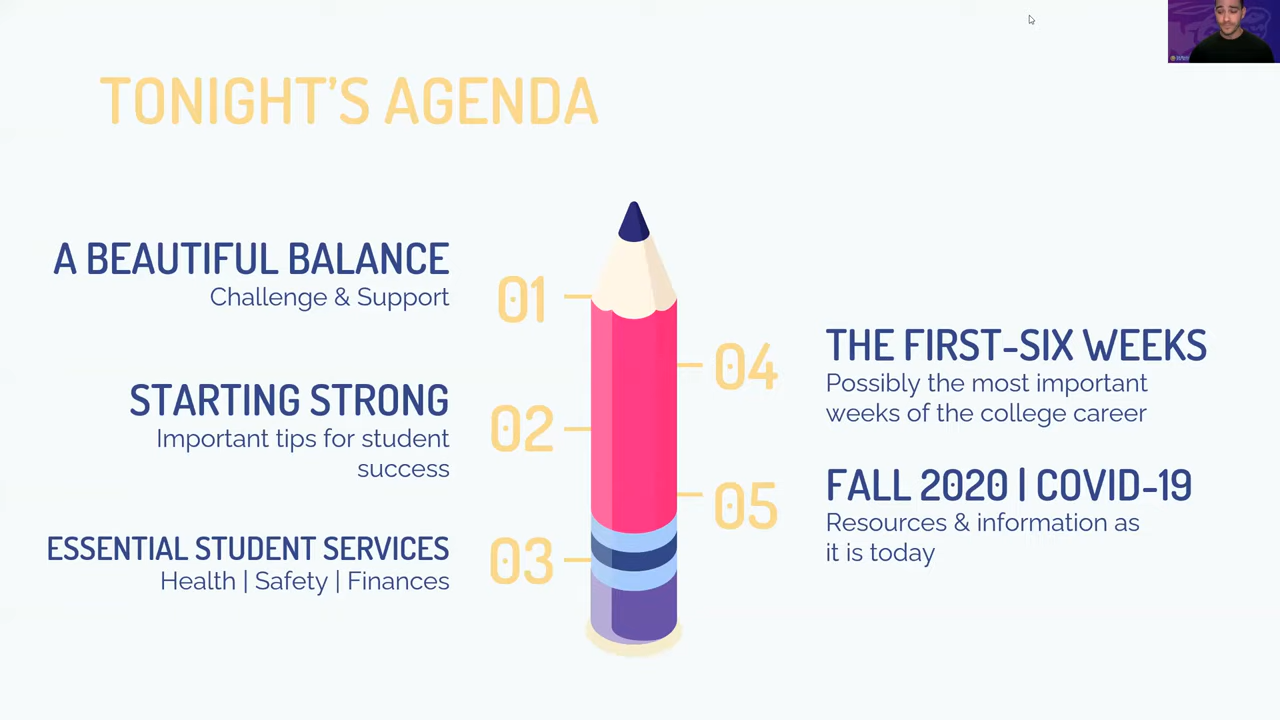 TONIGHT'S AGENDA
A BEAUTIFUL BALANCE
Challenge & Support
01
STARTING STRONG
Important tips for student
success
02
ESSENTIAL STUDENT SERVICES
Health | Safety | Finances
03
04
THE FIRST-SIX WEEKS
Possibly the most important
weeks of the college career
05
FALL 2020 | COVID-19
Resources & information as
it is today